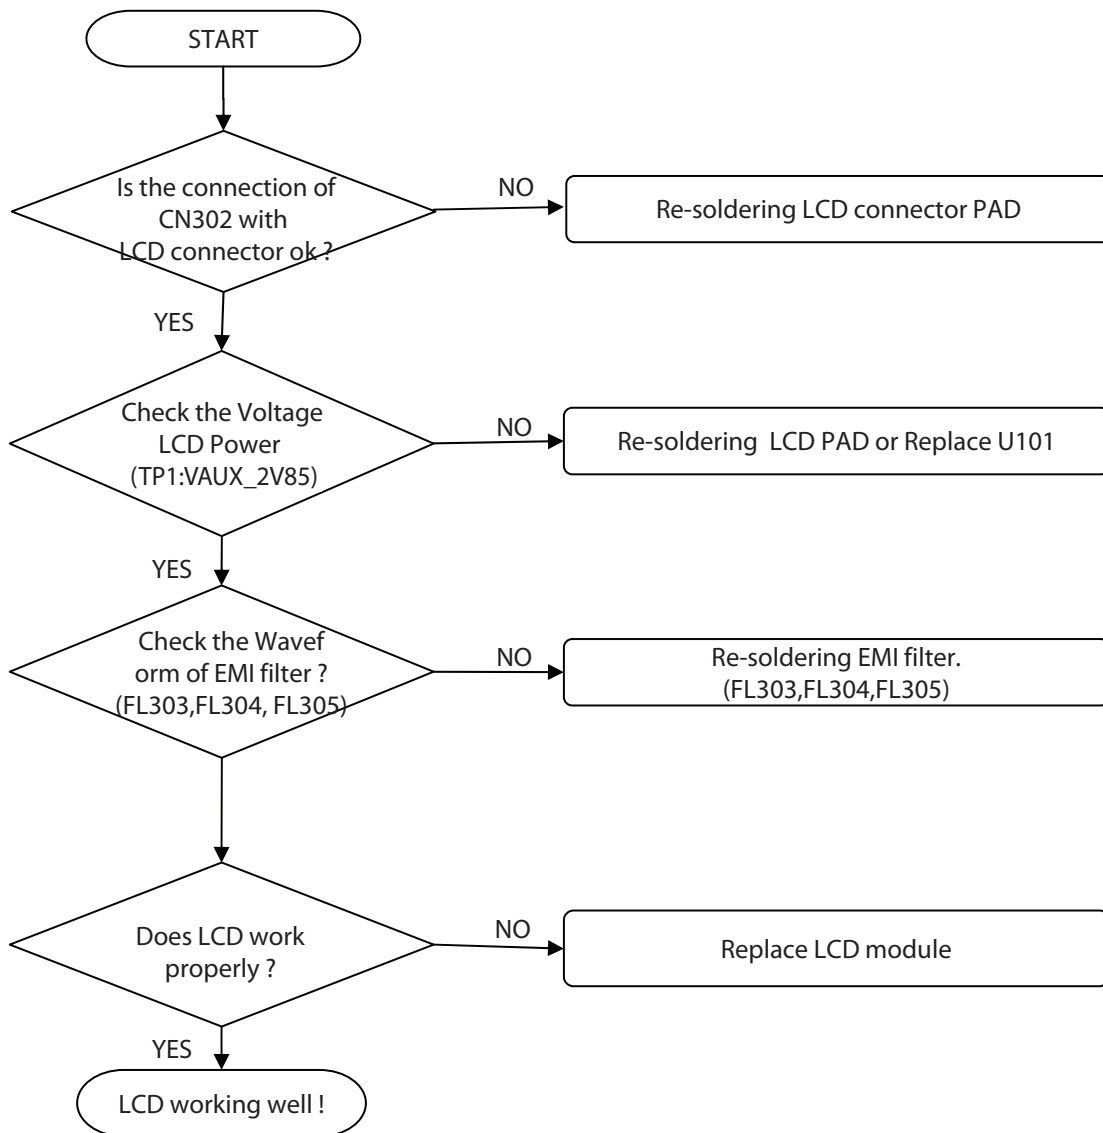 START
Is the connection of
CN302 with
LCD connector ok ?
NO
Re-soldering LCD connector PAD
YES
Check the Voltage
LCD Power
(TP1:VAUX_2V85)
NO
Re-soldering  LCD PAD or Replace U101
YES
Check the Wavef
orm of EMI filter ?
(FL303,FL304, FL305)
NO
Re-soldering EMI filter.
(FL303,FL304,FL305)
Does LCD work
properly ?
NO
Replace LCD module
YES
LCD working well !